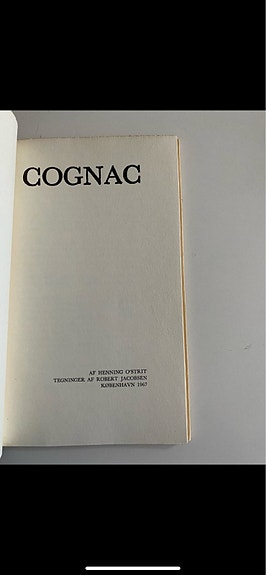 COGNAC
AF HENNING O'STRIT
TEGNINGER AF ROBERT JACOBSEN
KØBENHAVN 1967